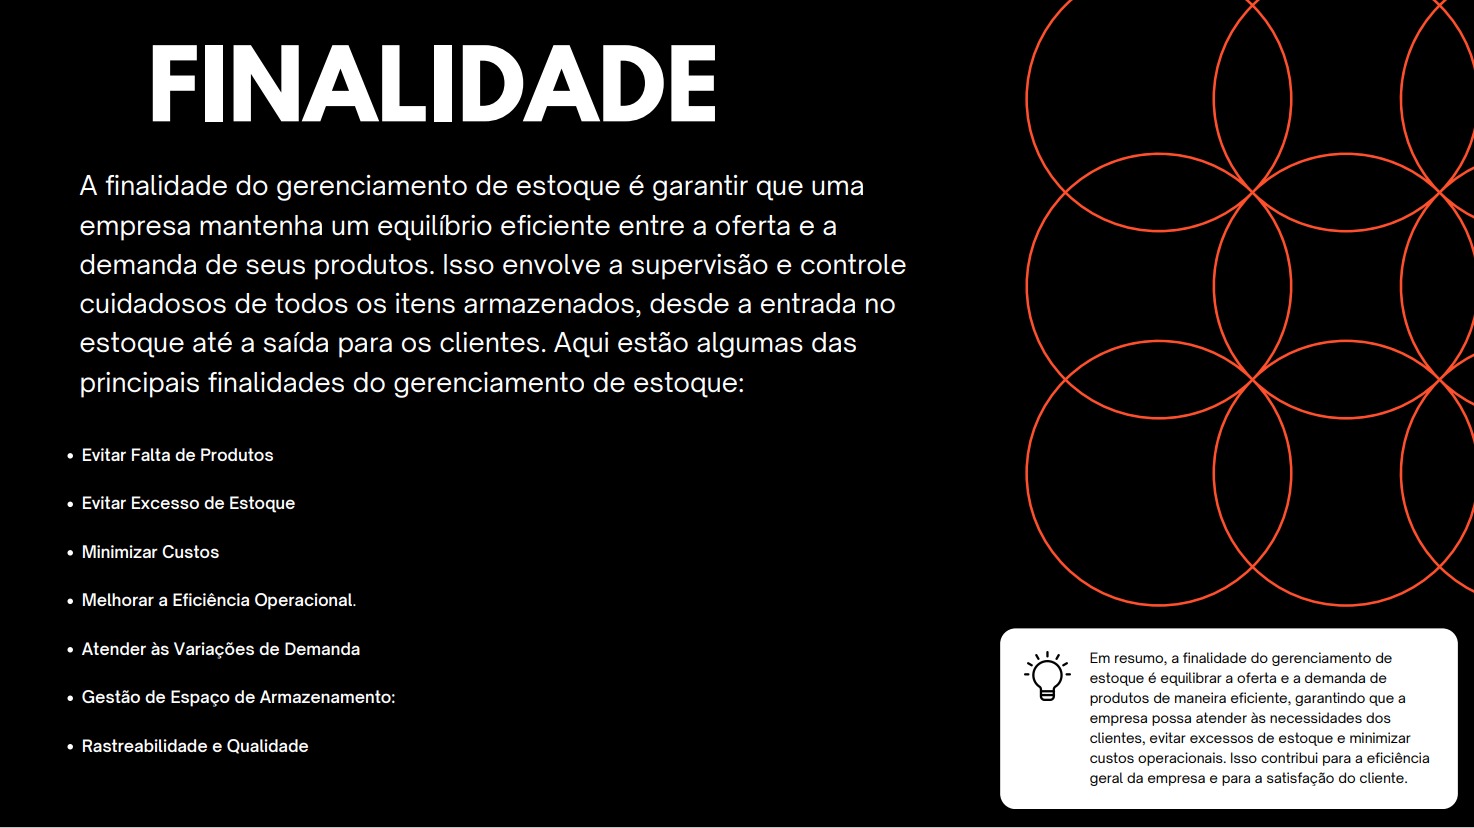 FINALIDADE
A finalidade do gerenciamento de estoque é garantir que uma
empresa mantenha um equilíbrio eficiente entre a oferta e a
demanda de seus produtos. Isso envolve a supervisão e controle
cuidadosos de todos os itens armazenados, desde a entrada no
estoque até a saída para os clientes. Aqui estão algumas das
principais finalidades do gerenciamento de estoque:
• Evitar Falta de Produtos
• Evitar Excesso de Estoque
• Minimizar Custos
• Melhorar a Eficiência Operacional.
• Atender às Variações de Demanda
• Gestão de Espaço de Armazenamento:
• Rastreabilidade e Qualidade
Em resumo, a finalidade do gerenciamento de
estoque é equilibrar a oferta e a demanda de
produtos de maneira eficiente, garantindo que a
empresa possa atender às necessidades dos
clientes, evitar excessos de estoque e minimizar
custos operacionais. Isso contribui para a eficiência
geral da empresa e para a satisfação do cliente.